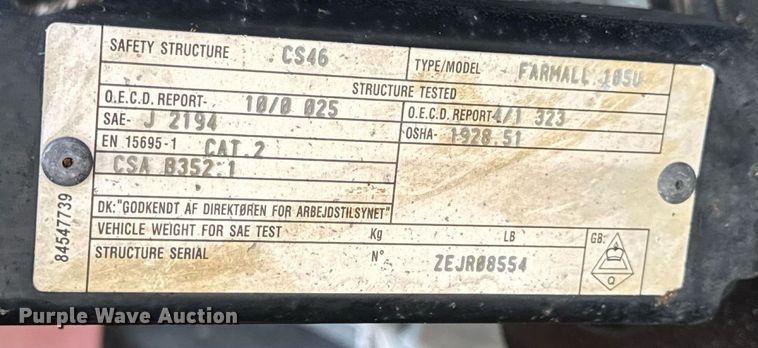 SAFETY STRUCTURE CS46 TYPE/MODEL FARMALL 105U
STRUCTURE TESTED
O.E.C.D. REPORT- 10/0 025 O.E.C.D. REPORT 4/1 323
SAE- J 2194 OSHA- 1928.51
EN 15695-1 CAT.2
CSA B352.1
DK:"GODKENDT AF DIREKTØREN FOR ARBEJDSTILSYNET"
VEHICLE WEIGHT FOR SAE TEST Kg LB GB:
STRUCTURE SERIAL N° ZEJR08554
Q
84547739
Purple Wave Auction